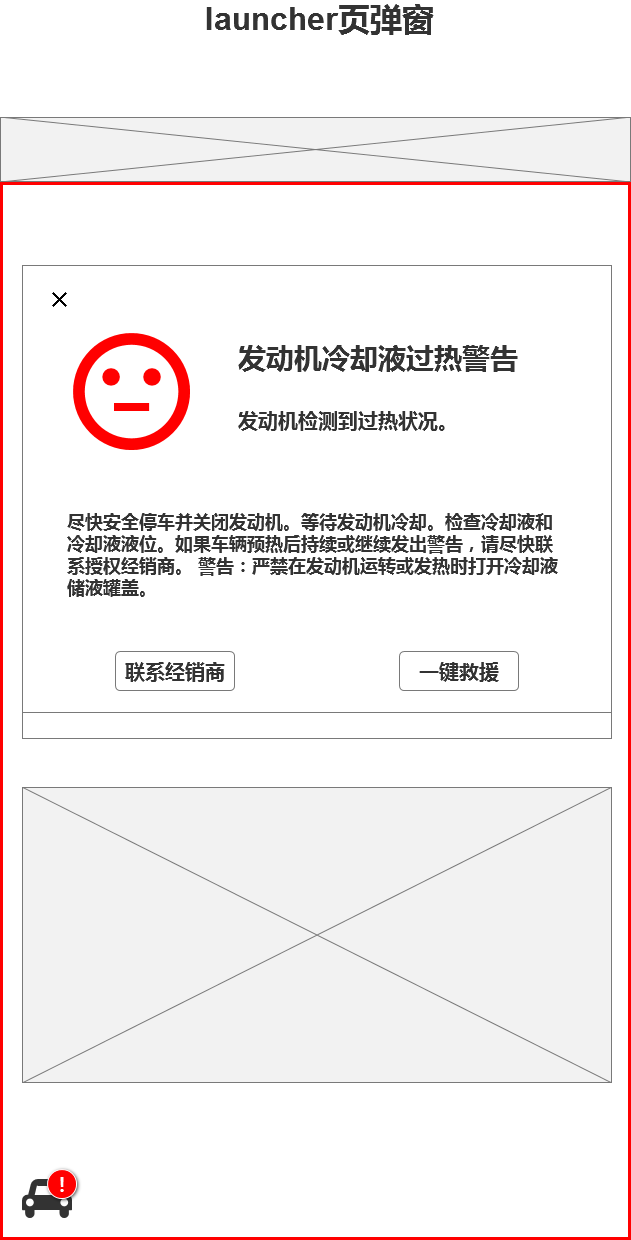 launcher页弹窗
发动机冷却液过热警告
发动机检测到过热状况。
尽快安全停车并关闭发动机。等待发动机冷却。检查冷却液和
冷却液液位。如果车辆预热后持续或继续发出警告，请尽快联
系授权经销商。 警告：严禁在发动机运转或发热时打开冷却液
储液罐盖。
联系经销商
一键救援
!